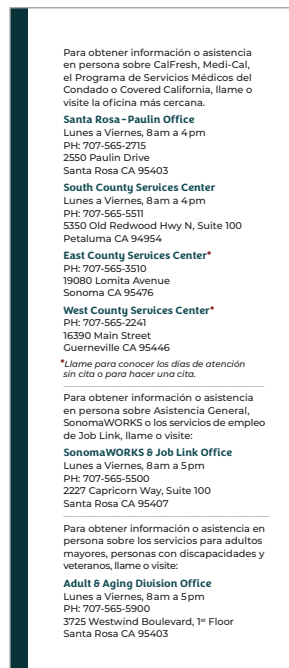 Para obtener información o asistencia
en persona sobre CalFresh, Medi-Cal,
el Programa de Servicios Médicos del
Condado o Covered California, llame o
visite la oficina más cercana.
Santa Rosa - Paulin Office
Lunes a Viernes, 8am a 4pm
PH: 707-565-2715
2550 Paulin Drive
Santa Rosa CA 95403
South County Services Center
Lunes a Viernes, 8am a 4pm
PH: 707-565-5511
5350 Old Redwood Hwy N, Suite 100
Petaluma CA 94954
East County Services Center*
PH: 707-565-3510
19080 Lomita Avenue
Sonoma CA 95476
West County Services Center*
PH: 707-565-2241
16390 Main Street
Guerneville CA 95446
*Llame para conocer los días de atención
sin cita o para hacer una cita.
Para obtener información o asistencia
en persona sobre Asistencia General,
SonomaWORKS o los servicios de empleo
de Job Link, llame o visite:
SonomaWORKS & Job Link Office
Lunes a Viernes, 8am a 5pm
PH: 707-565-5500
2227 Capricorn Way, Suite 100
Santa Rosa CA 95407
Para obtener información o asistencia en
persona sobre los servicios para adultos
mayores, personas con discapacidades y
veteranos, llame o visite:
Adult & Aging Division Office
Lunes a Viernes, 8am a 5pm
PH: 707-565-5900
3725 Westwind Boulevard, 1st Floor
Santa Rosa CA 95403